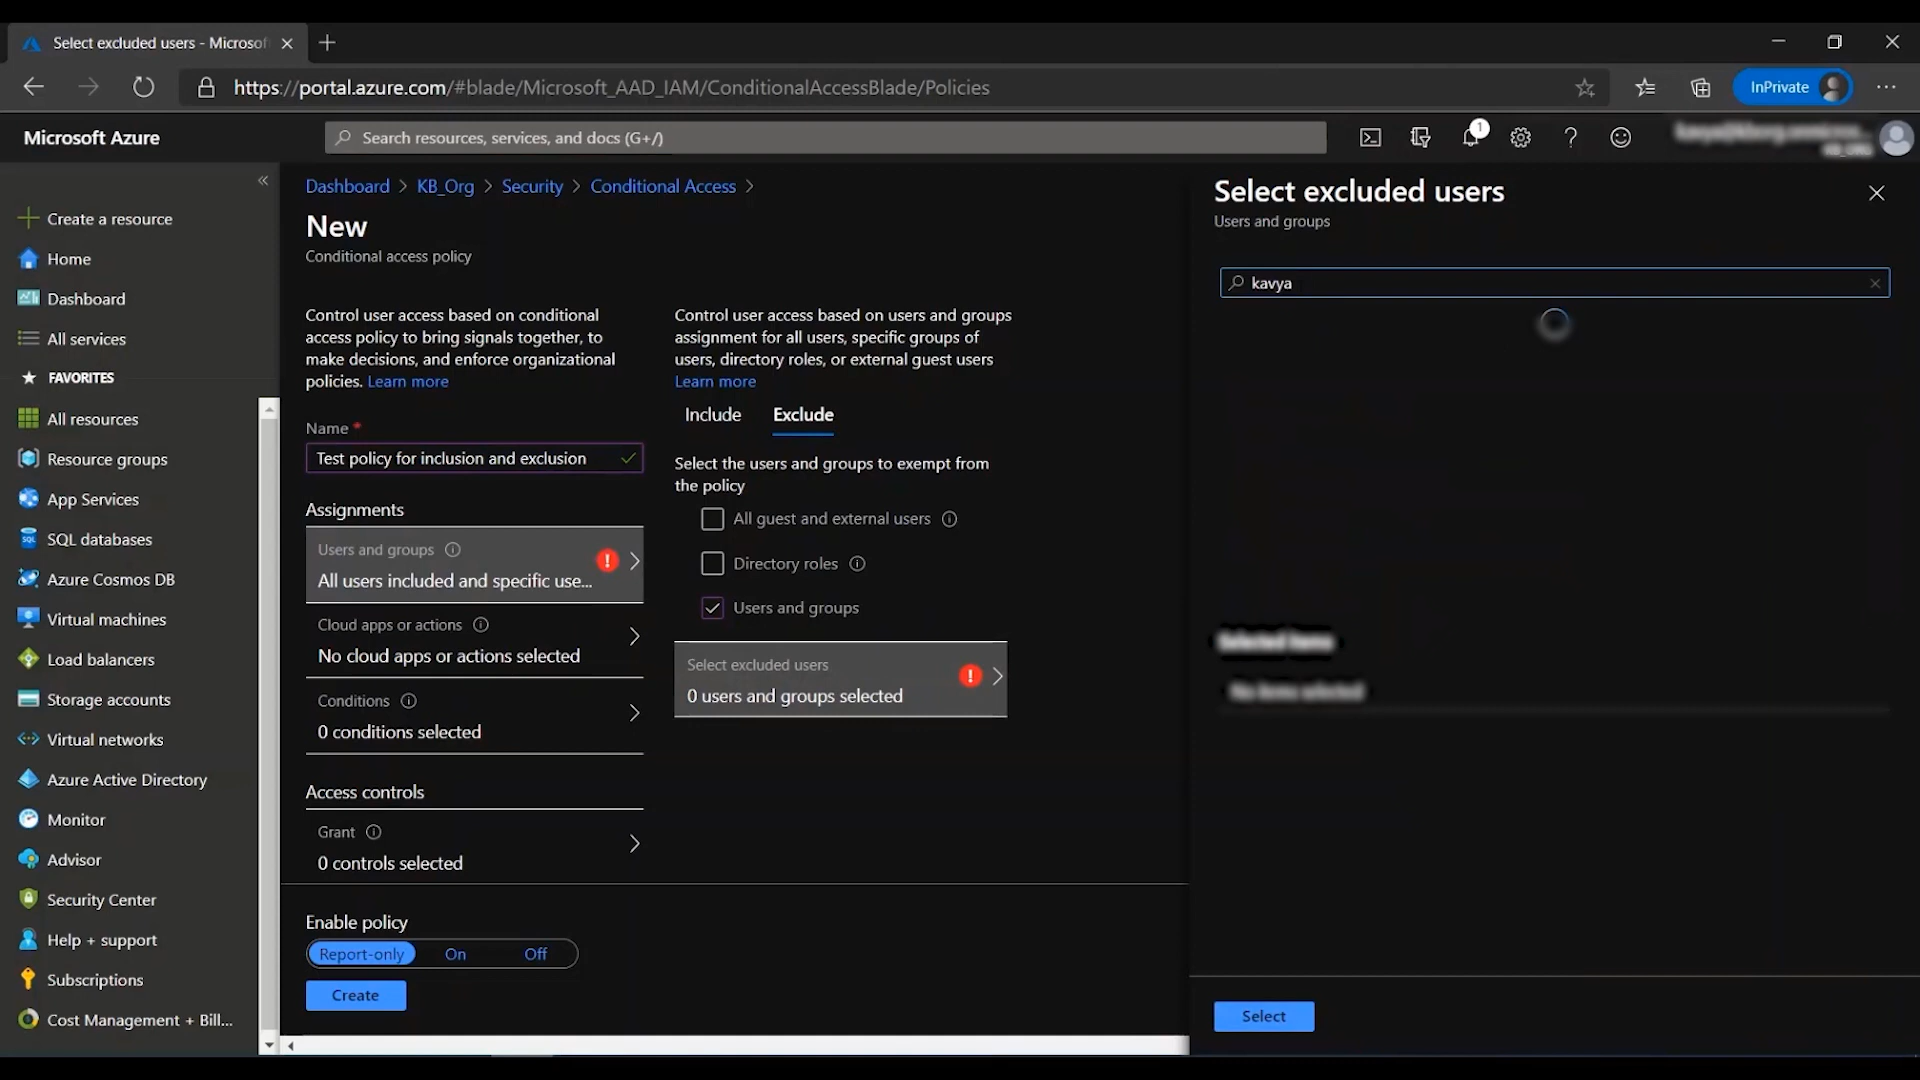 Select excluded users - Microsof
https://portal.azure.com/#blade/Microsoft_AAD_IAM/ConditionalAccessBlade/Policies
InPrivate
Microsoft Azure
Search resources, services, and docs (G+/)
1
Create a resource
Home
Dashboard
All services
FAVORITES
All resources
Resource groups
App Services
SQL databases
Azure Cosmos DB
Virtual machines
Load balancers
Storage accounts
Virtual networks
Azure Active Directory
Monitor
Advisor
Security Center
Help + support
Subscriptions
Cost Management + Bill...
Dashboard > KB_Org > Security > Conditional Access >
New
Conditional access policy
Control user access based on conditional
access policy to bring signals together, to
make decisions, and enforce organizational
policies. Learn more
Name *
Test policy for inclusion and exclusion
Assignments
Users and groups
All users included and specific use...
Cloud apps or actions
No cloud apps or actions selected
Conditions
0 conditions selected
Access controls
Grant
0 controls selected
Enable policy
Report-only On Off
Create
Control user access based on users and groups
assignment for all users, specific groups of
users, directory roles, or external guest users
Learn more
Include Exclude
Select the users and groups to exempt from
the policy
All guest and external users
Directory roles
Users and groups
Select excluded users
0 users and groups selected
Select excluded users
Users and groups
kavya
Selected items
No items selected
Select